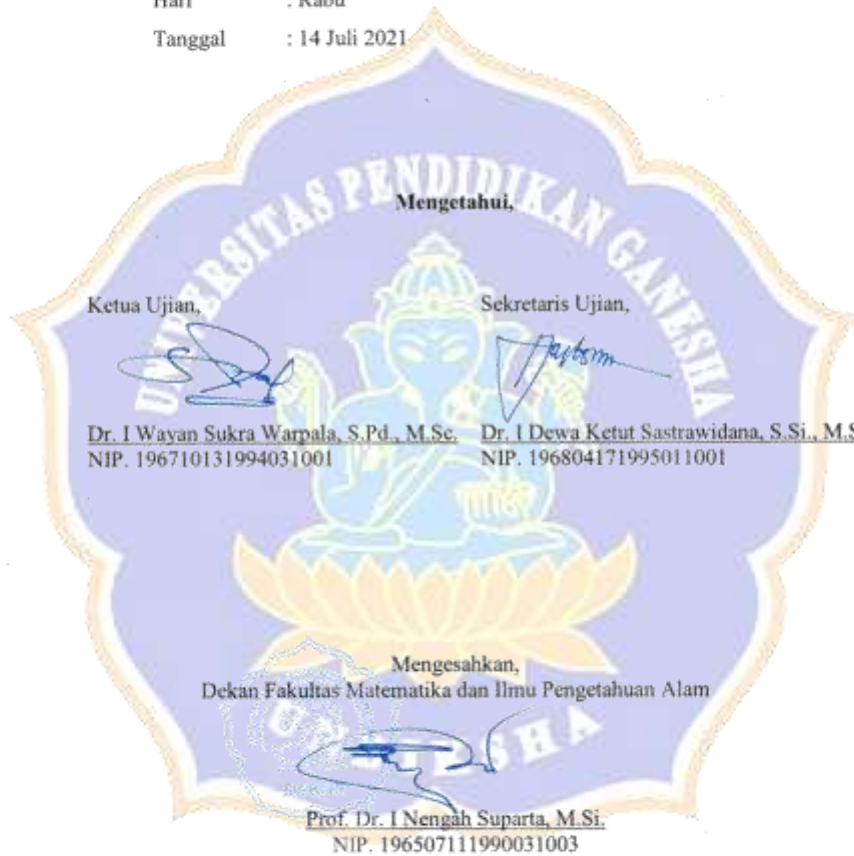 Hari : Rabu
Tanggal : 14 Juli 2021
UNIVERSITAS PENDIDIKAN GANESHA
Mengetahui,
Ketua Ujian, Sekretaris Ujian,
Dr. I Wayan Sukra Warpala, S.Pd., M.Sc. Dr. I Dewa Ketut Sastrawidana, S.Si., M.S
NIP. 196710131994031001 NIP. 196804171995011001
Mengesahkan,
Dekan Fakultas Matematika dan Ilmu Pengetahuan Alam
UNDIKSHA
Prof. Dr. I Nengah Suparta, M.Si.
NIP. 196507111990031003